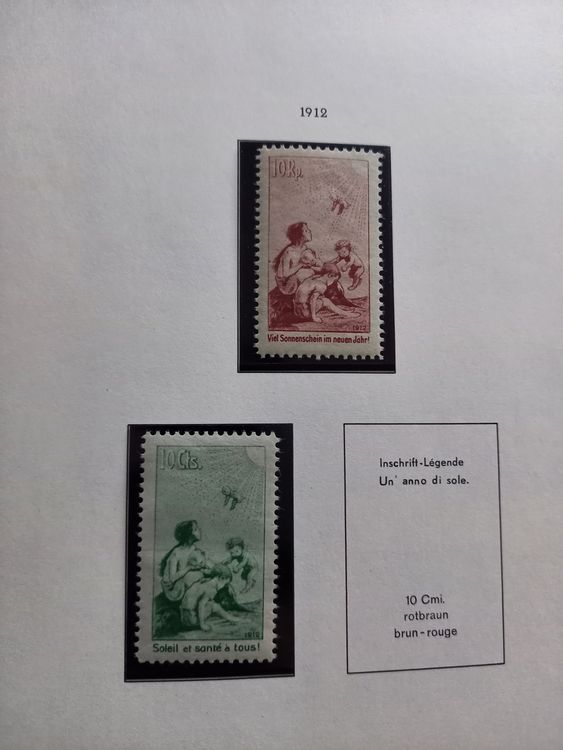 1912
10 Rp.
1912
Viel Sonnenschein im neuen Jahr!
10 Cts.
1912
Soleil et santé à tous!
Inschrift-Légende
Un' anno di sole.
10 Cmi.
rotbraun
brun-rouge